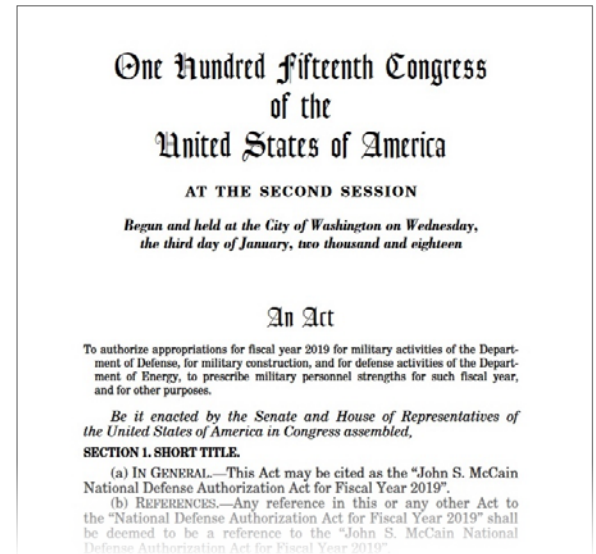 One Hundred Fifteenth Congress
of the
United States of America
AT THE SECOND SESSION
Begun and held at the City of Washington on Wednesday,
the third day of January, two thousand and eighteen
An Act
To authorize appropriations for fiscal year 2019 for military activities of the Depart-
ment of Defense, for military construction, and for defense activities of the Depart-
ment of Energy, to prescribe military personnel strengths for such fiscal year,
and for other purposes.
Be it enacted by the Senate and House of Representatives of
the United States of America in Congress assembled,
SECTION 1. SHORT TITLE.
(a) IN GENERAL.—This Act may be cited as the “John S. McCain
National Defense Authorization Act for Fiscal Year 2019”.
(b) REFERENCES.—Any reference in this or any other Act to
the “National Defense Authorization Act for Fiscal Year 2019” shall
be deemed to be a reference to the “John S. McCain National
Defense Authorization Act for Fiscal Year 2019”.